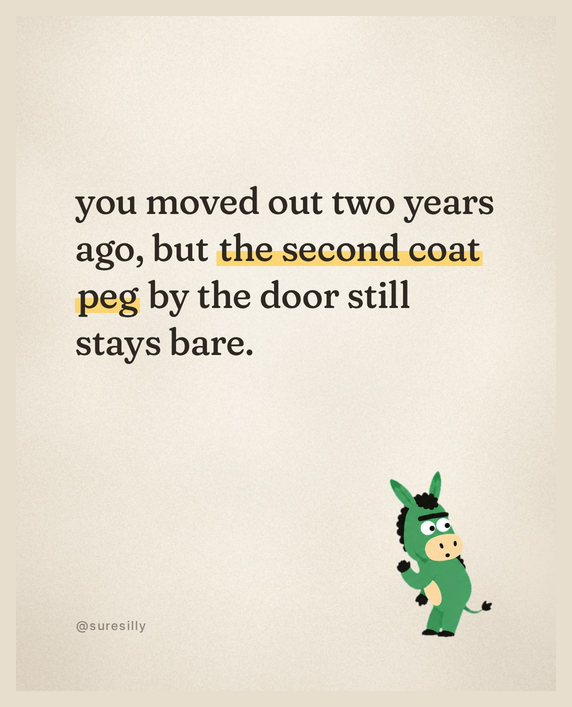 you moved out two years
ago, but the second coat
peg by the door still
stays bare.
@suresilly